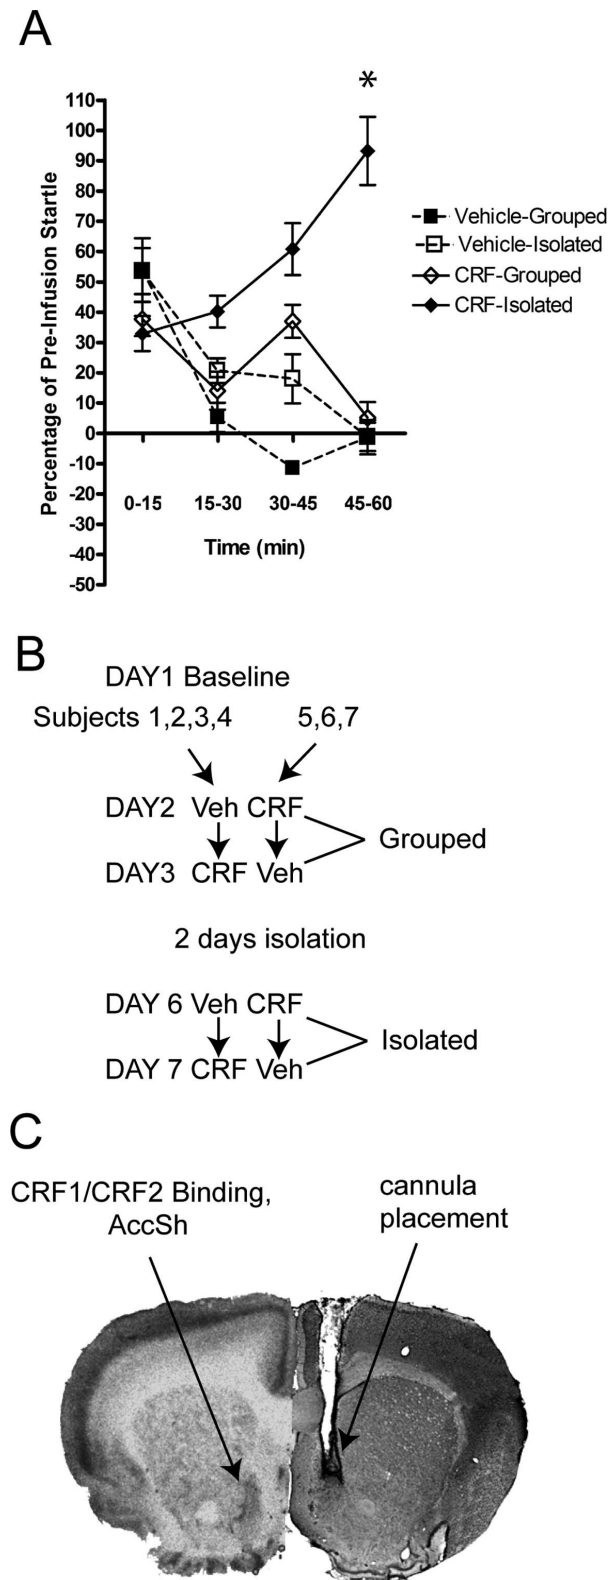 A
*
110
100
90
80
70
60
50
40
30
20
10
0
-10
-20
-30
-40
-50
Percentage of Pre-Infusion Startle
0-15 15-30 30-45 45-60
Time (min)
Vehicle-Grouped
Vehicle-Isolated
CRF-Grouped
CRF-Isolated
B
DAY1 Baseline
Subjects 1,2,3,4 5,6,7
DAY2 Veh CRF
Grouped
DAY3 CRF Veh
2 days isolation
DAY 6 Veh CRF
Isolated
DAY 7 CRF Veh
C
CRF1/CRF2 Binding,
AccSh
cannula
placement